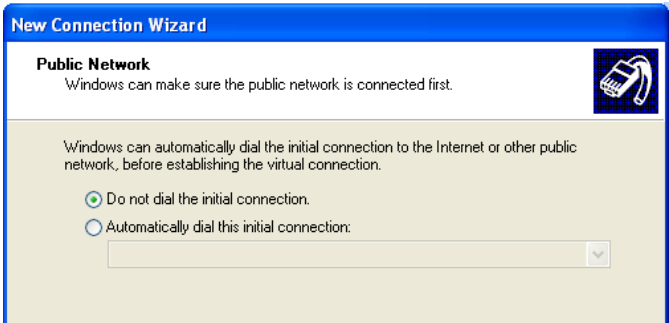 New Connection Wizard
Public Network
Windows can make sure the public network is connected first.
Windows can automatically dial the initial connection to the Internet or other public
network, before establishing the virtual connection.
Do not dial the initial connection.
Automatically dial this initial connection: